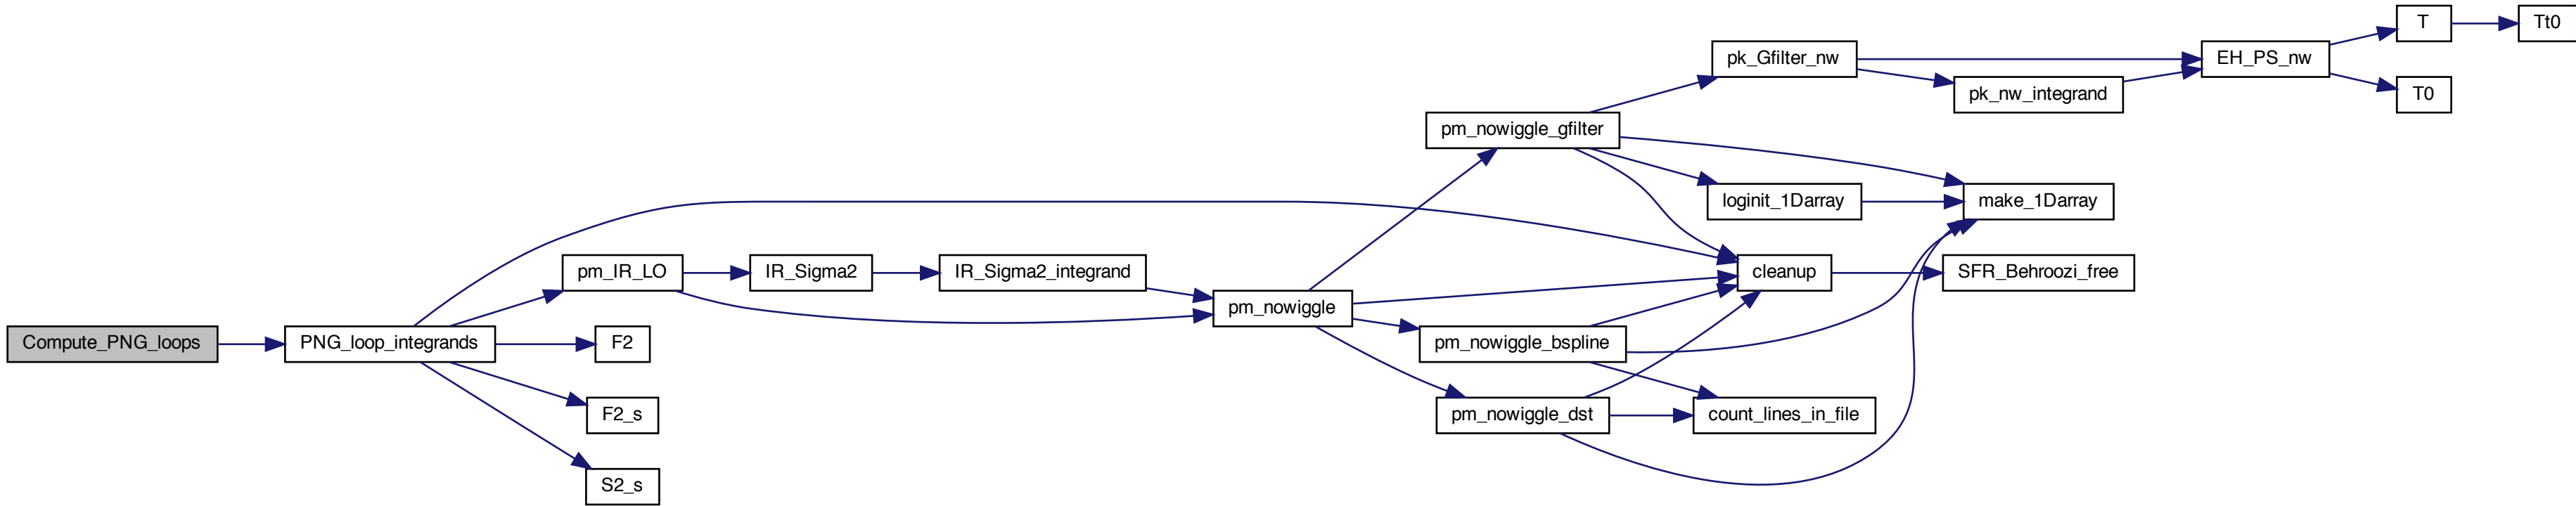 Compute_PNG_loops
PNG_loop_integrands
pm_IR_LO
F2
F2_s
S2_s
IR_Sigma2
IR_Sigma2_integrand
pm_nowiggle
pm_nowiggle_gfilter
pm_nowiggle_bspline
pm_nowiggle_dst
pk_Gfilter_nw
loginit_1Darray
cleanup
count_lines_in_file
pk_nw_integrand
make_1Darray
SFR_Behroozi_free
EH_PS_nw
T
T0
Tt0